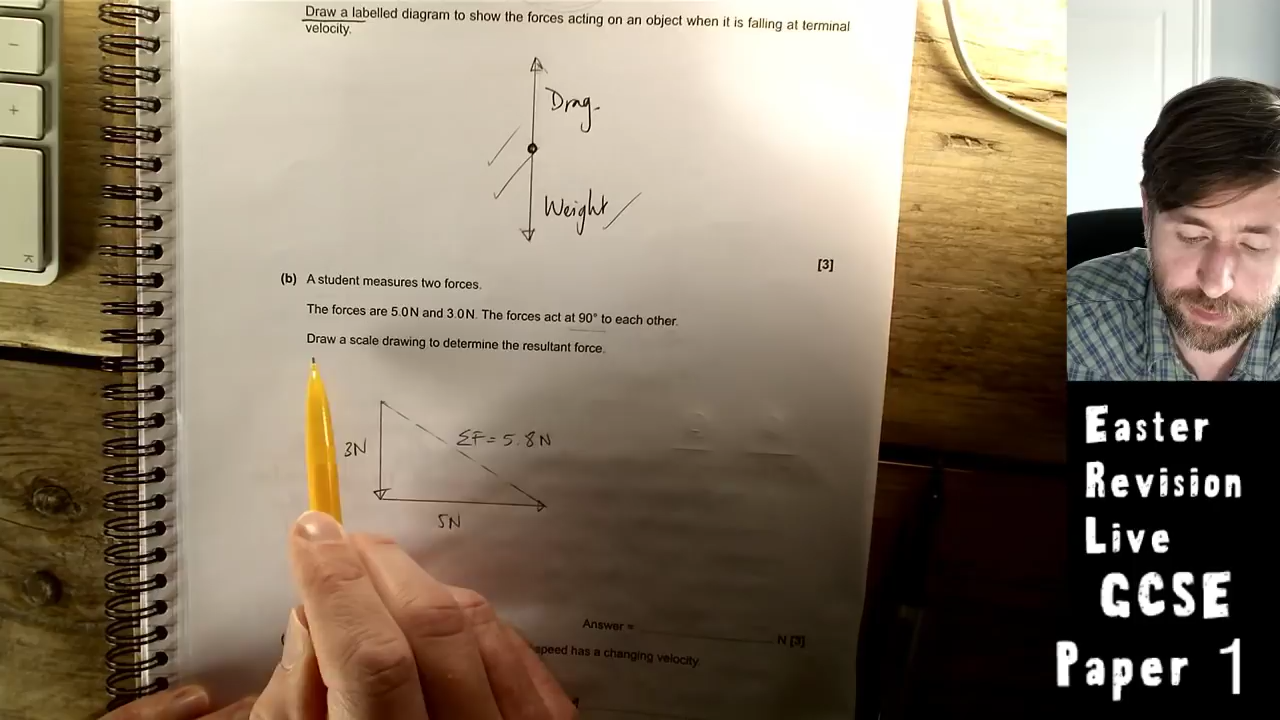 Draw a labelled diagram to show the forces acting on an object when it is falling at terminal
velocity.
Drag
Weight
[3]
(b) A student measures two forces.
The forces are 5.0N and 3.0N. The forces act at 90° to each other.
Draw a scale drawing to determine the resultant force.
3N
ΣF = 5.8N
5N
Answer = N [3]
speed has a changing velocity.
Easter
Revision
Live
GCSE
Paper 1